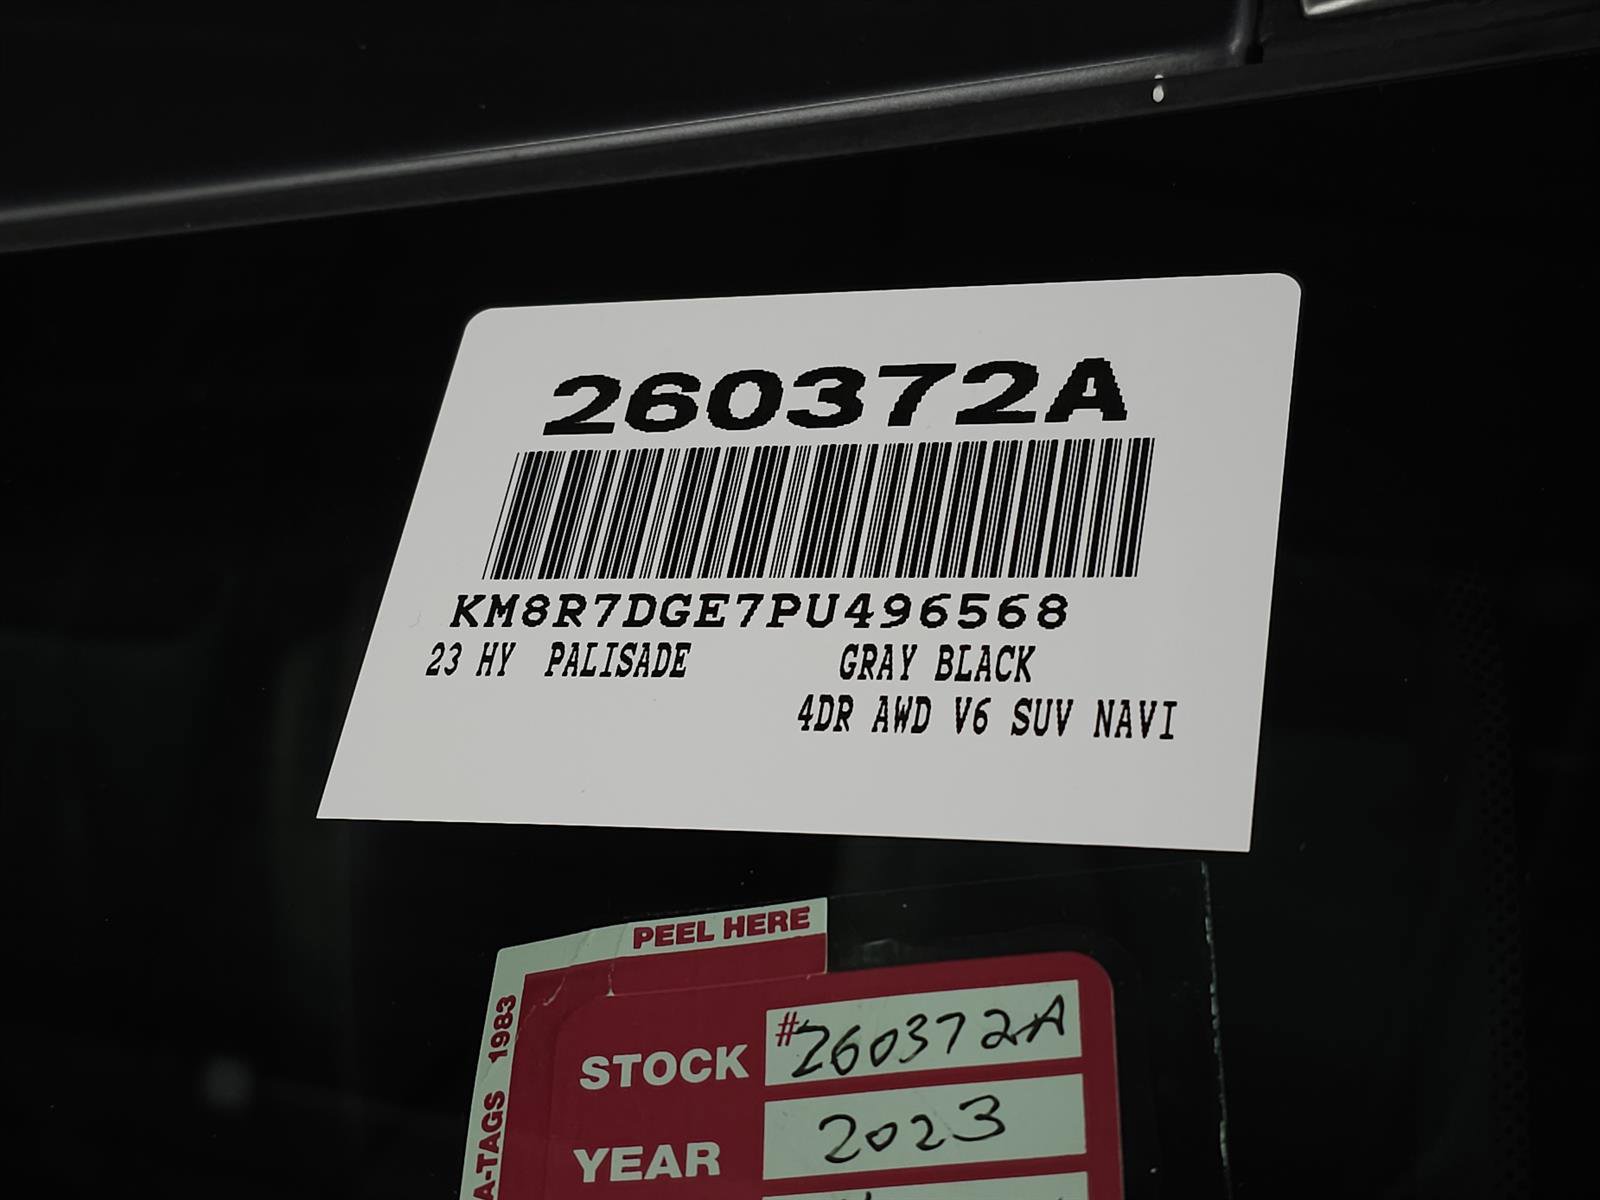 260372A
KM8R7DGE7PU496568
23 HY PALISADE GRAY BLACK
4DR AWD V6 SUV NAVI
PEEL HERE
A-TAGS 1983
STOCK #260372A
YEAR 2023